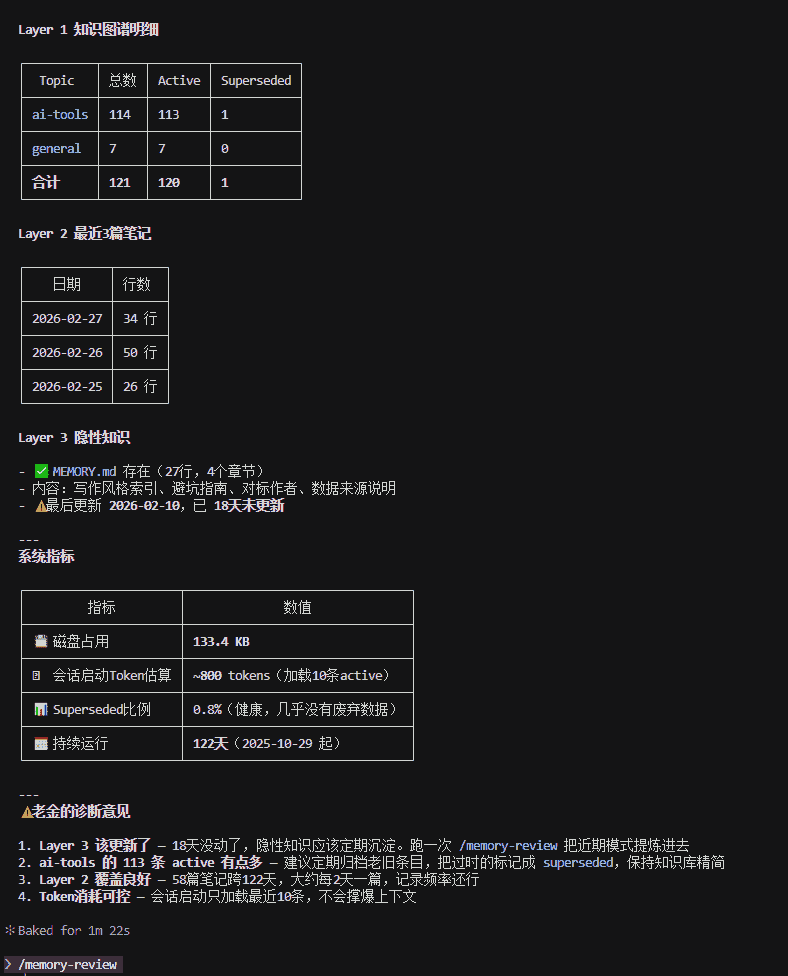 Layer 1 知识图谱明细
Topic 总数 Active Superseded
ai-tools 114 113 1
general 7 7 0
合计 121 120 1
Layer 2 最近3篇笔记
日期 行数
2026-02-27 34 行
2026-02-26 50 行
2026-02-25 26 行
Layer 3 隐性知识
- ✅ MEMORY.md 存在（27行，4个章节）
- 内容：写作风格索引、避坑指南、对标作者、数据来源说明
- ⚠最后更新 2026-02-10，已 18天未更新
---
系统指标
指标 数值
磁盘占用 133.4 KB
会话启动Token估算 ~800 tokens（加载10条active）
📊 Superseded比例 0.8%（健康，几乎没有废弃数据）
持续运行 122天（2025-10-29 起）
---
⚠老金的诊断意见
1. Layer 3 该更新了 — 18天没动了，隐性知识应该定期沉淀。跑一次 /memory-review 把近期模式提炼进去
2. ai-tools 的 113 条 active 有点多 — 建议定期归档老旧条目，把过时的标记成 superseded，保持知识库精简
3. Layer 2 覆盖良好 — 58篇笔记跨122天，大约每2天一篇，记录频率还行
4. Token消耗可控 — 会话启动只加载最近10条，不会撑爆上下文
※ Baked for 1m 22s
> /memory-review